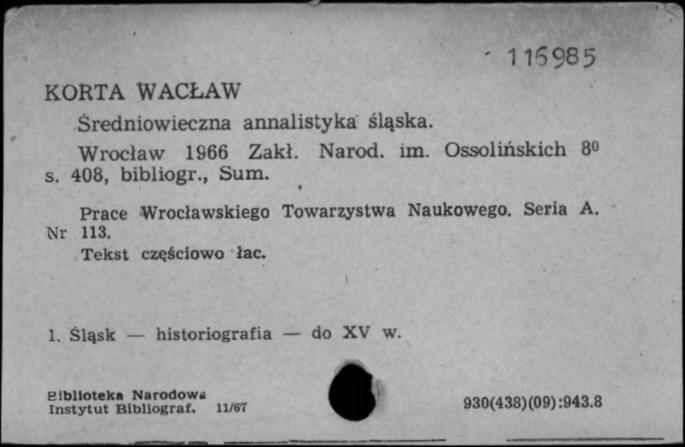 116985
KORTA WACŁAW
Średniowieczna annalistyka śląska.
Wrocław 1966 Zakł. Narod. im. Ossolińskich 8⁰
s. 408, bibliogr., Sum.
Prace Wrocławskiego Towarzystwa Naukowego. Seria A.
Nr 113.
Tekst częściowo łac.
1. Śląsk — historiografia — do XV w.
Biblioteka Narodowa
Instytut Bibliograf. 11/67
930(438)(09):943.8